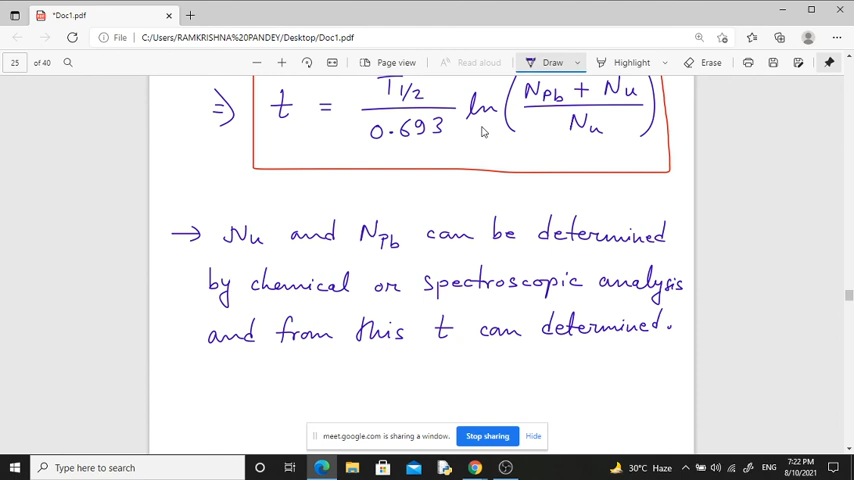 *Doc1.pdf
File C:/Users/RAMKRISHNA%20PANDEY/Desktop/Doc1.pdf
25 of 40 Page view Read aloud Draw Highlight Erase
⇒ t = T1/2 / 0.693 ln (NPb + Nu / Nu)
→ Nu and NPb can be determined
by chemical or spectroscopic analysis
and from this t can determined.
meet.google.com is sharing a window. Stop sharing Hide
Type here to search 30°C Haze ENG 7:22 PM
8/10/2021